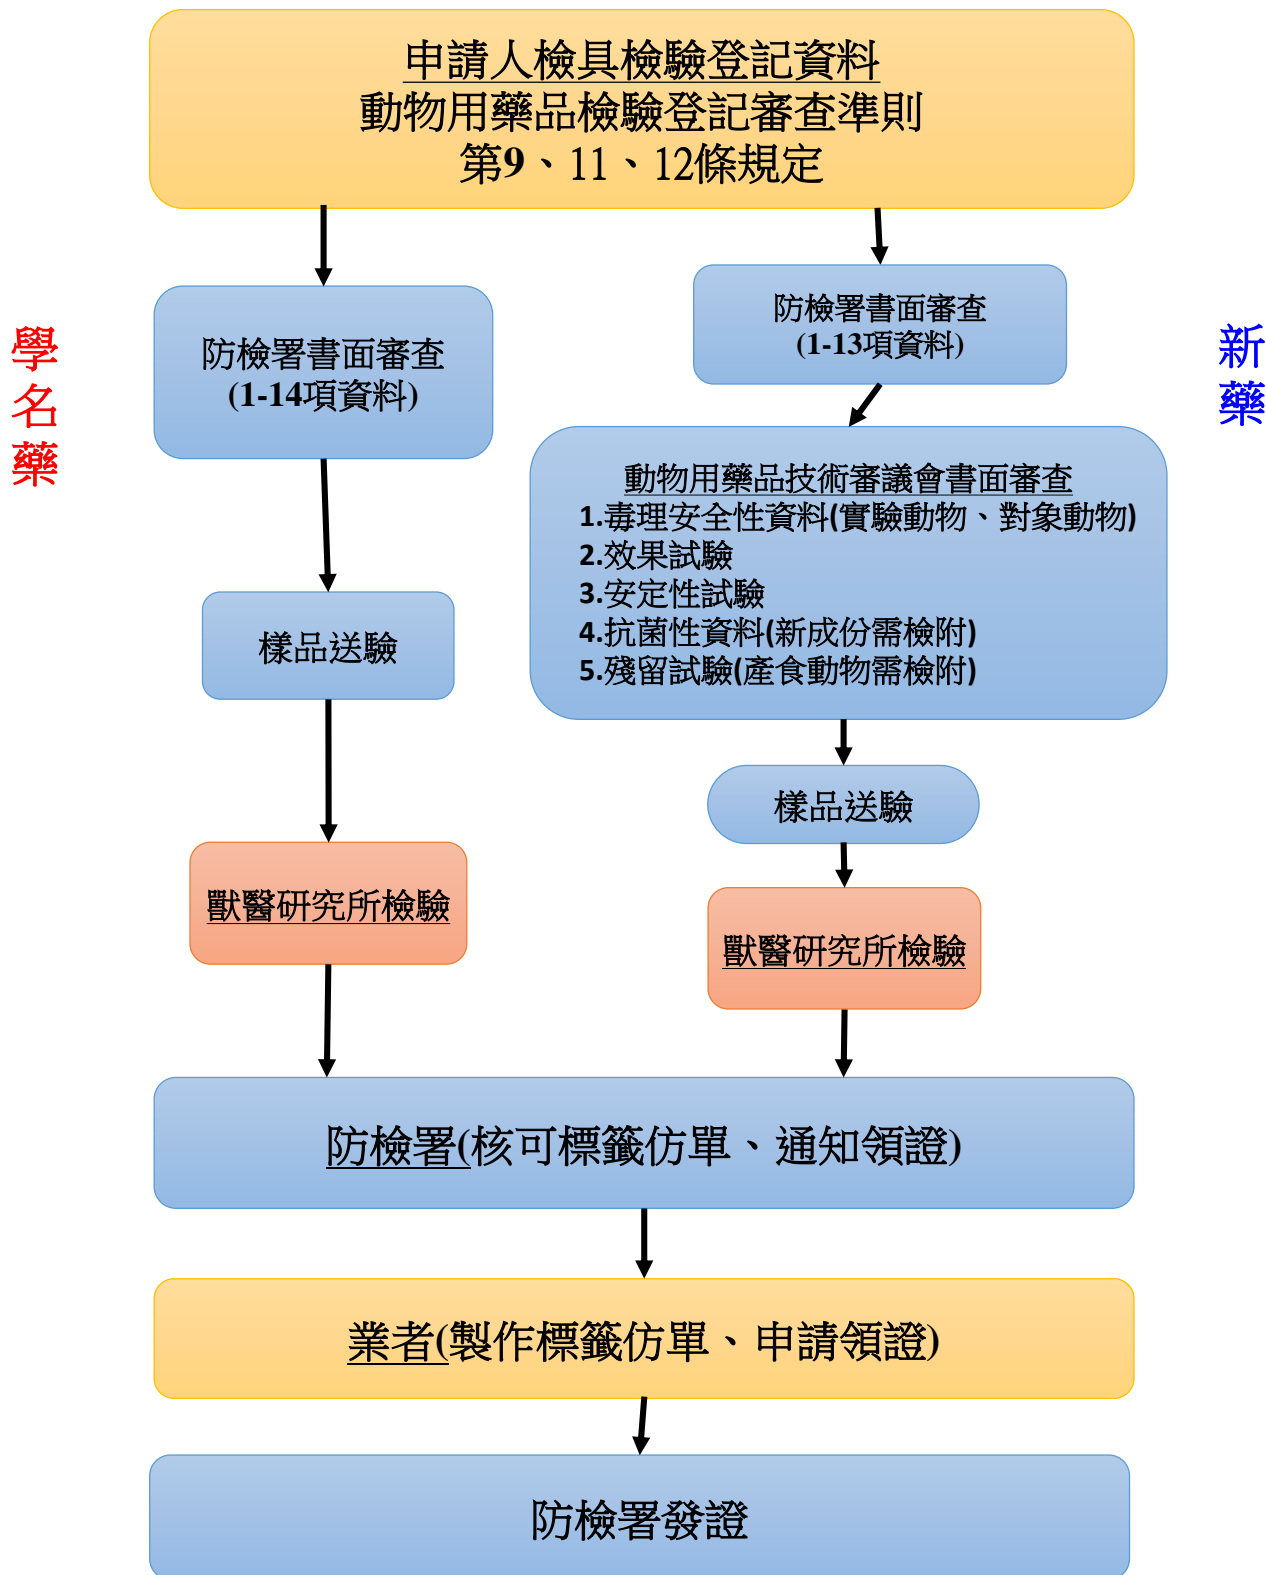 申請人檢具檢驗登記資料
動物用藥品檢驗登記審查準則
第9、11、12條規定
學名藥
防檢署書面審查
(1-14項資料)
樣品送驗
獸醫研究所檢驗
新藥
防檢署書面審查
(1-13項資料)
動物用藥品技術審議會書面審查
1.毒理安全性資料(實驗動物、對象動物)
2.效果試驗
3.安定性試驗
4.抗菌性資料(新成份需檢附)
5.殘留試驗(產食動物需檢附)
樣品送驗
獸醫研究所檢驗
防檢署(核可標籤仿單、通知領證)
業者(製作標籤仿單、申請領證)
防檢署發證